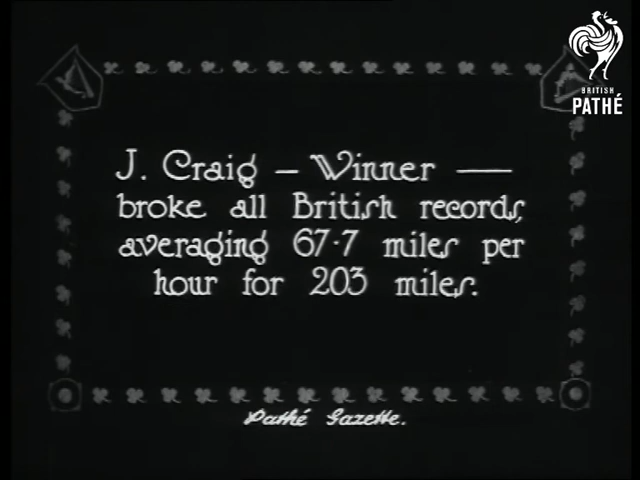 BRITISH
PATHÉ
J. Craig – Winner —
broke all British records,
averaging 67·7 miles per
hour for 203 miles.
Pathé Gazette.